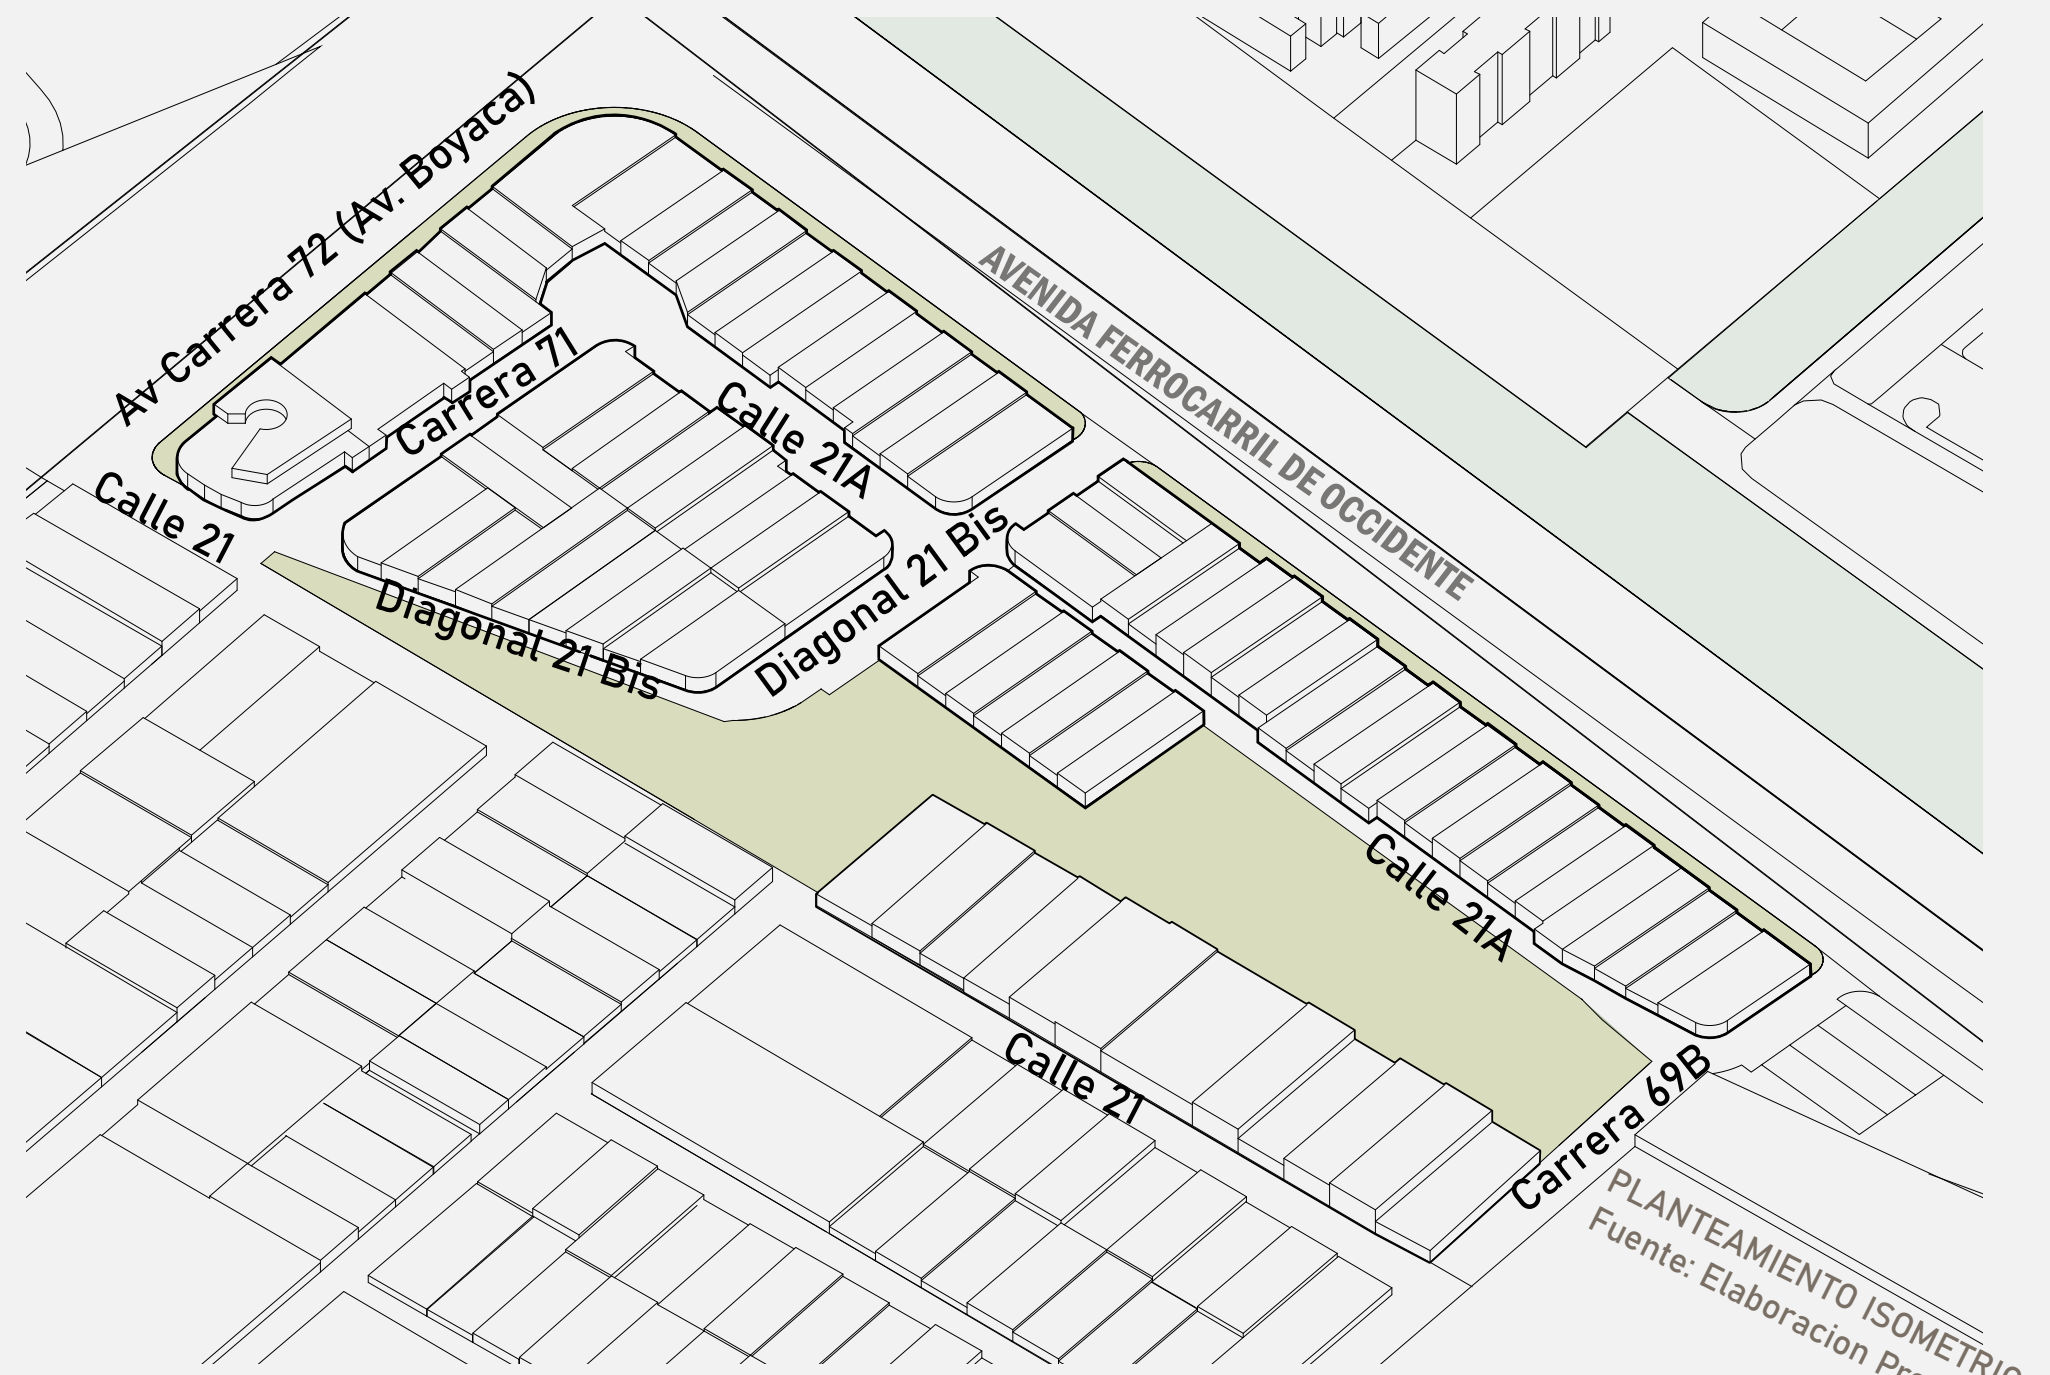 Av Carrera 72 (Av. Boyaca)
AVENIDA FERROCARRIL DE OCCIDENTE
Carrera 71
Calle 21A
Calle 21
Diagonal 21 Bis
Diagonal 21 Bis
Calle 21A
Calle 21
Carrera 69B
PLANTEAMIENTO ISOMETRIC
Fuente: Elaboracion